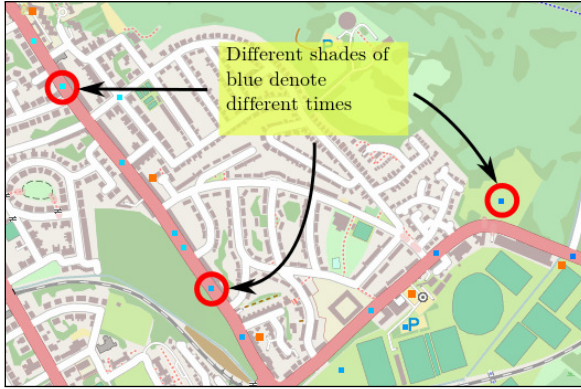 P
Different shades of
blue denote
different times
P